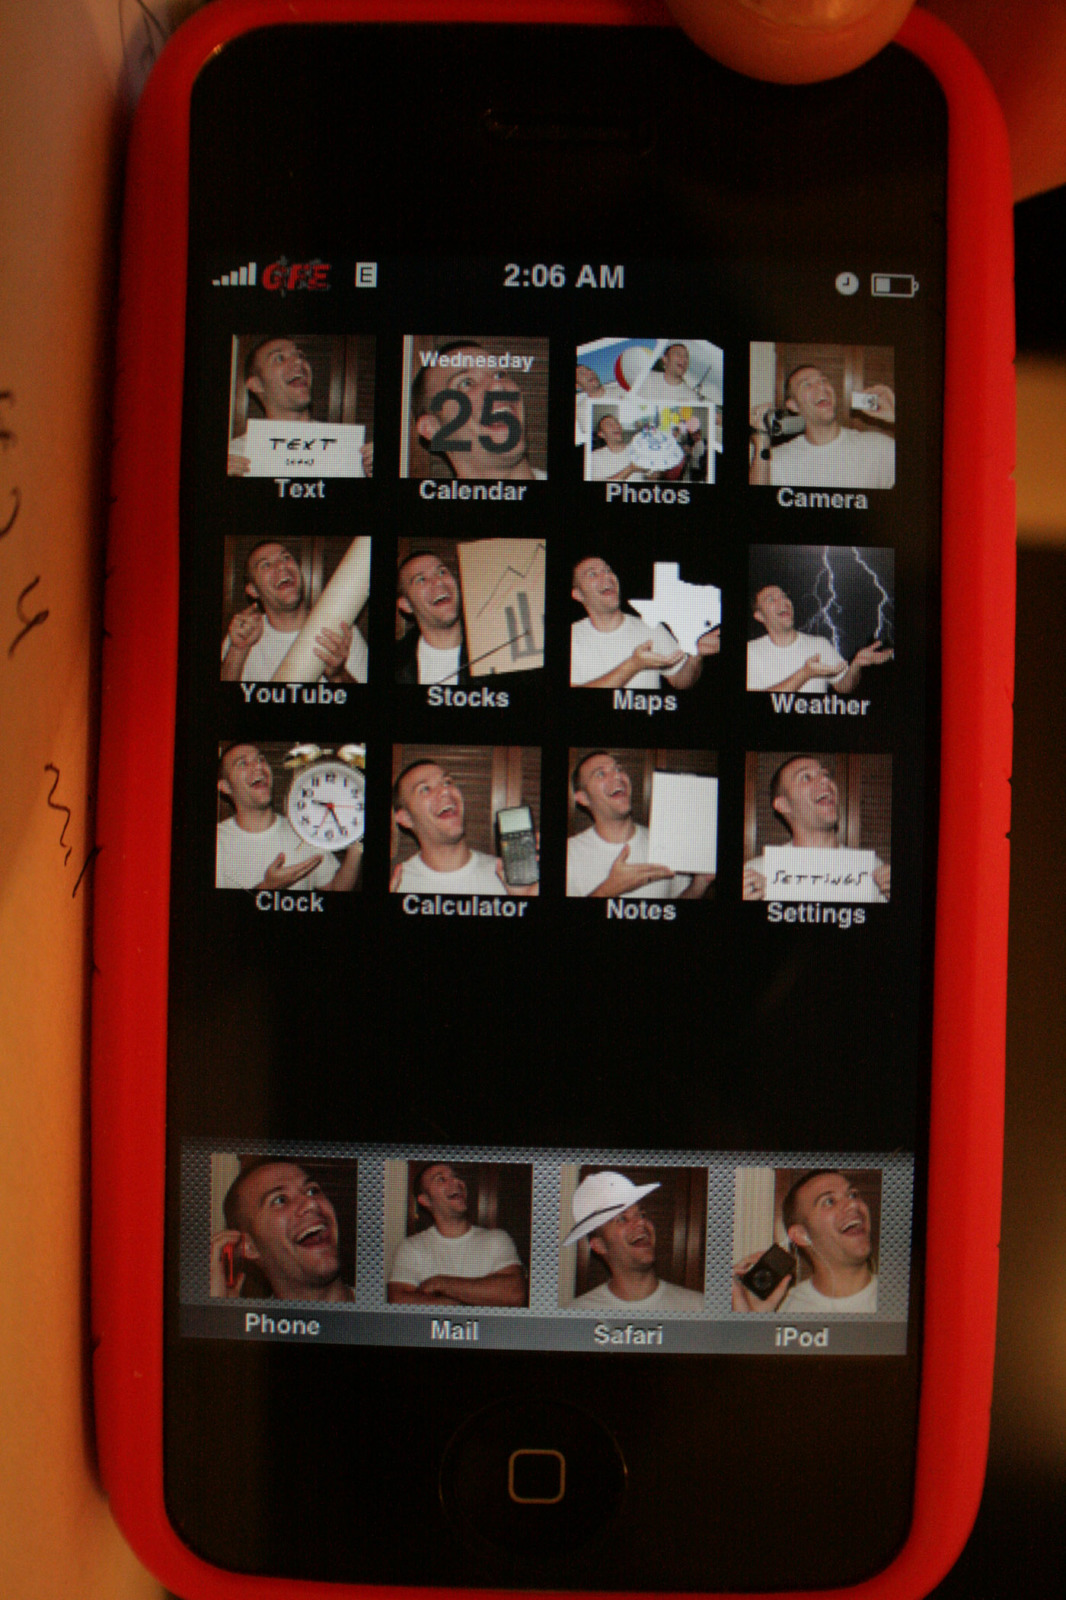 GFE E 2:06 AM
TEXT
Wednesday
25
Text Calendar Photos Camera
YouTube Stocks Maps Weather
SETTINGS
Clock Calculator Notes Settings
Phone Mail Safari iPod